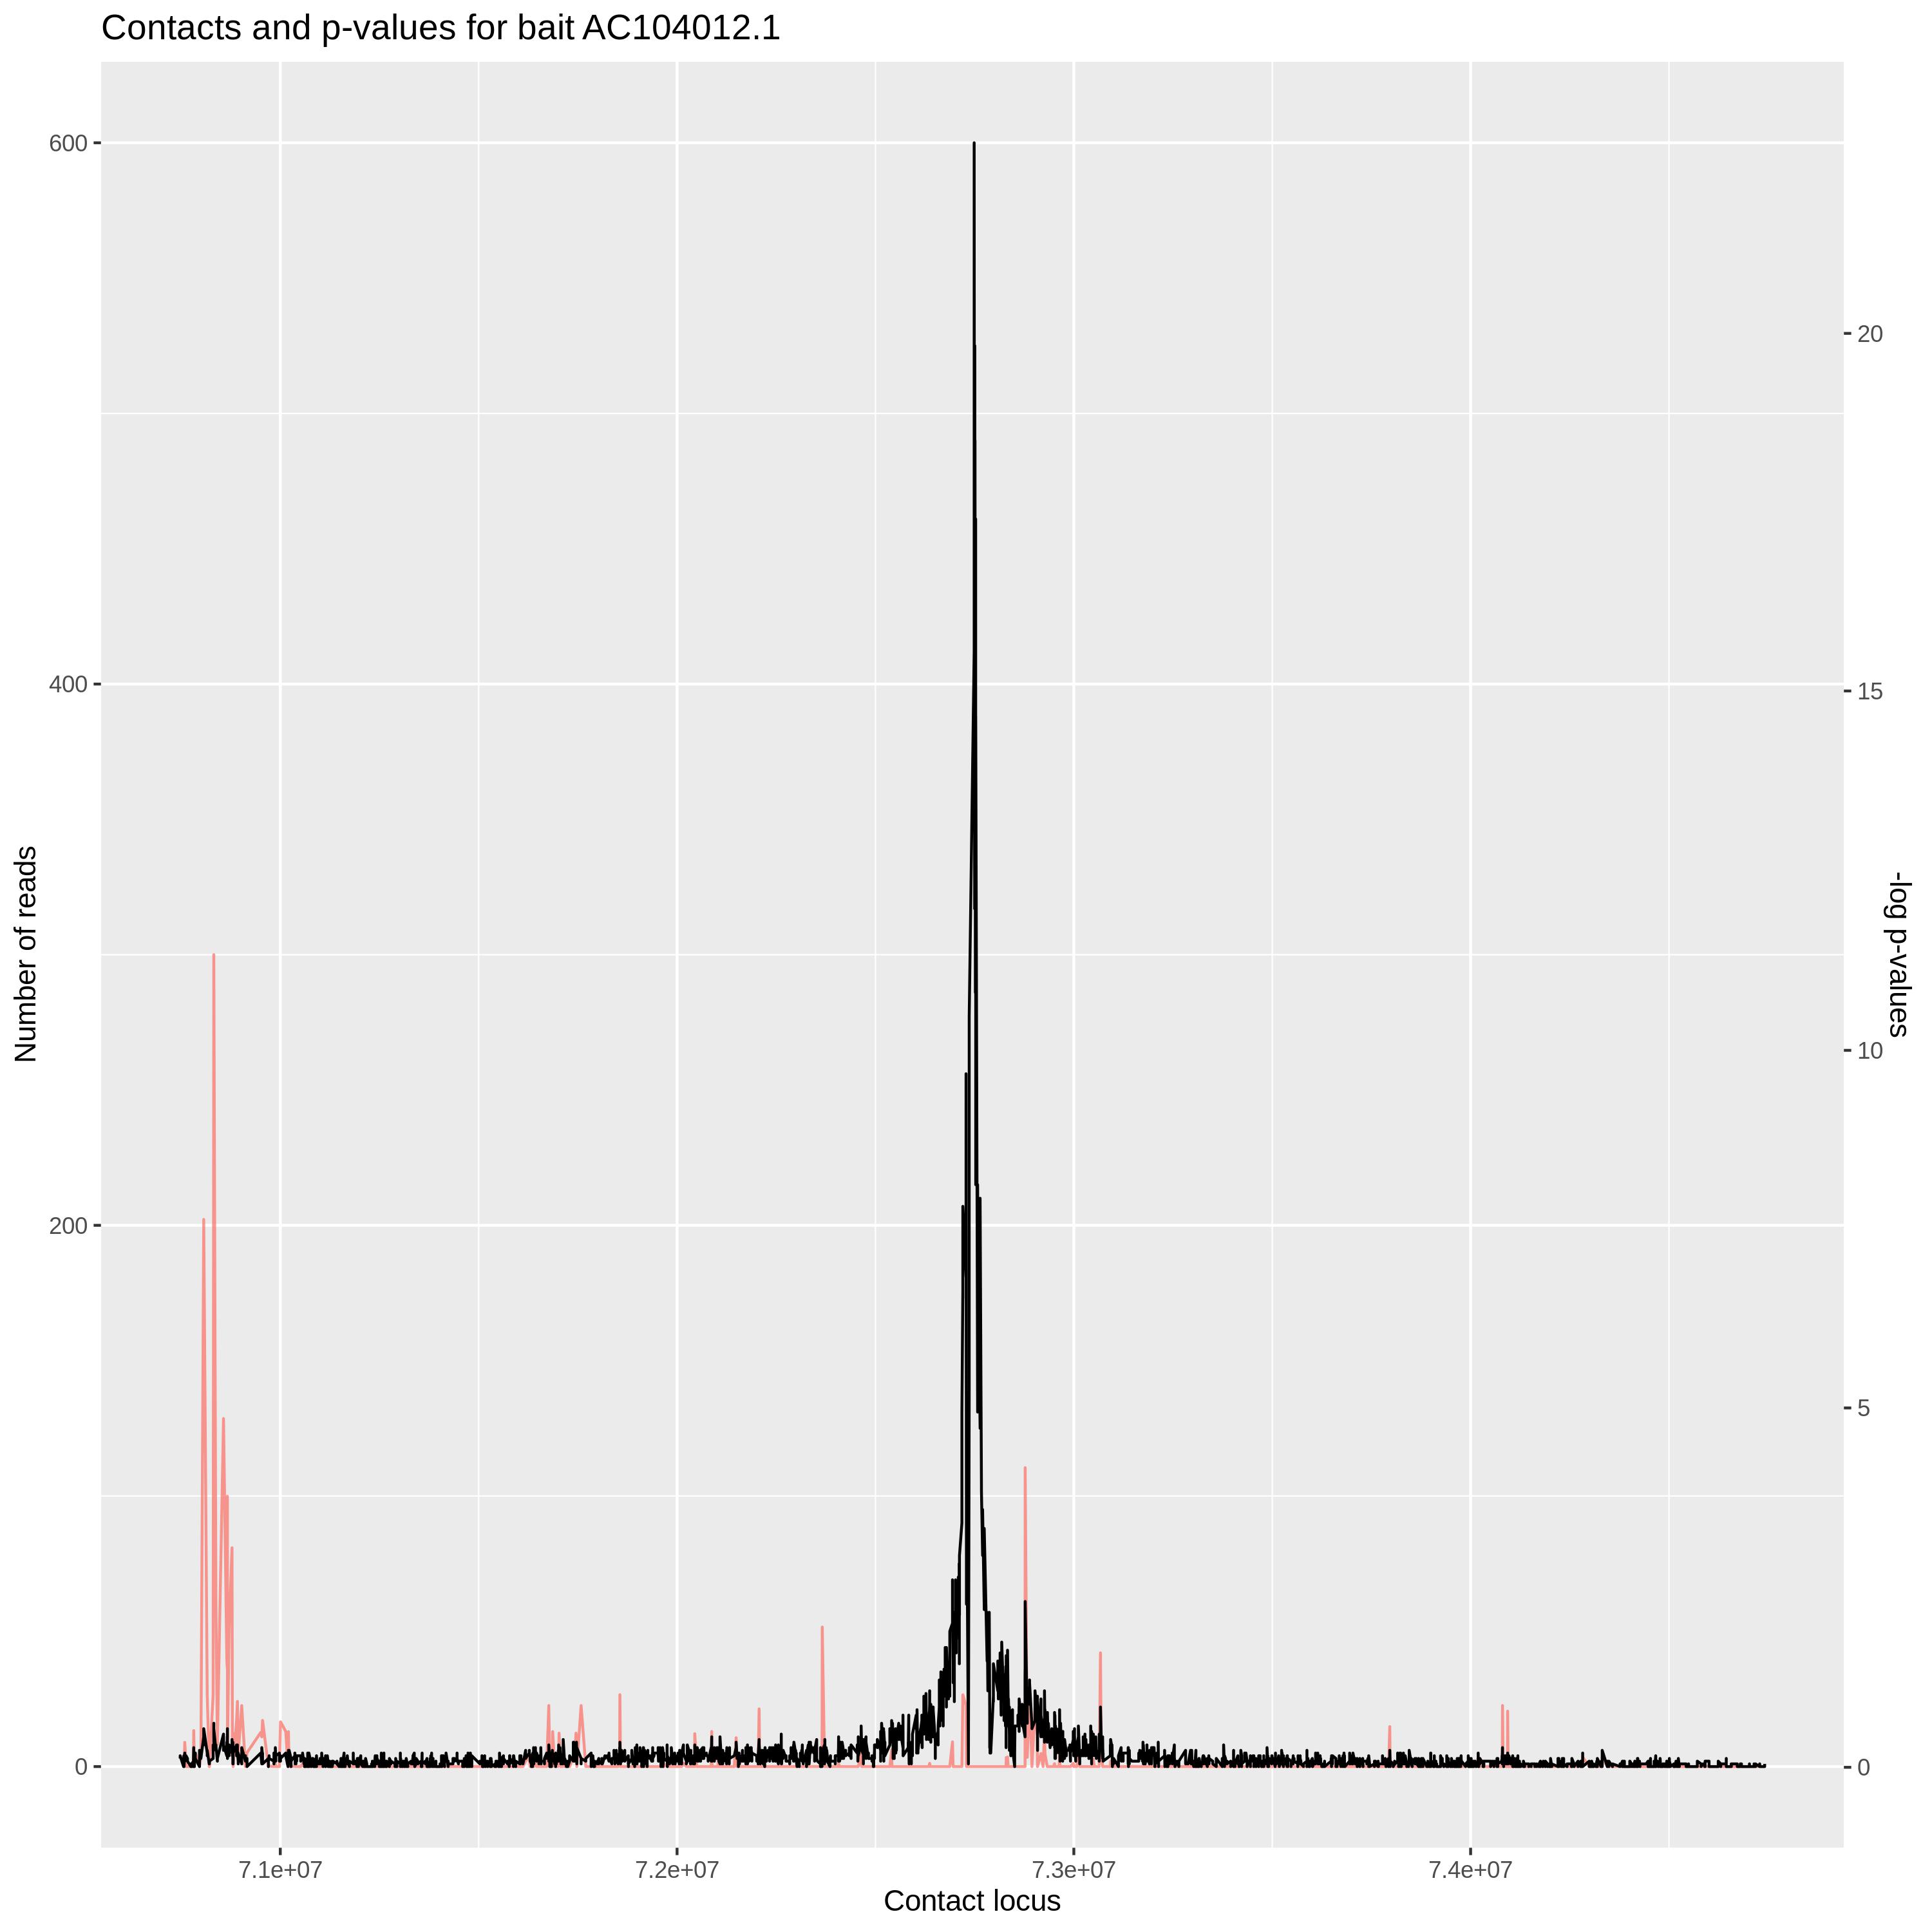 Contacts and p-values for bait AC104012.1
600
400
200
0
Number of reads
20
15
10
5
0
-log p-values
7.1e+07
7.2e+07
7.3e+07
7.4e+07
Contact locus